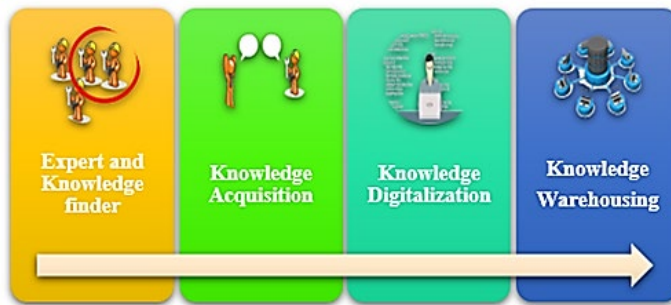 Expert and
Knowledge
finder
Knowledge
Acquisition
Knowledge
Digitalization
Knowledge
Warehousing